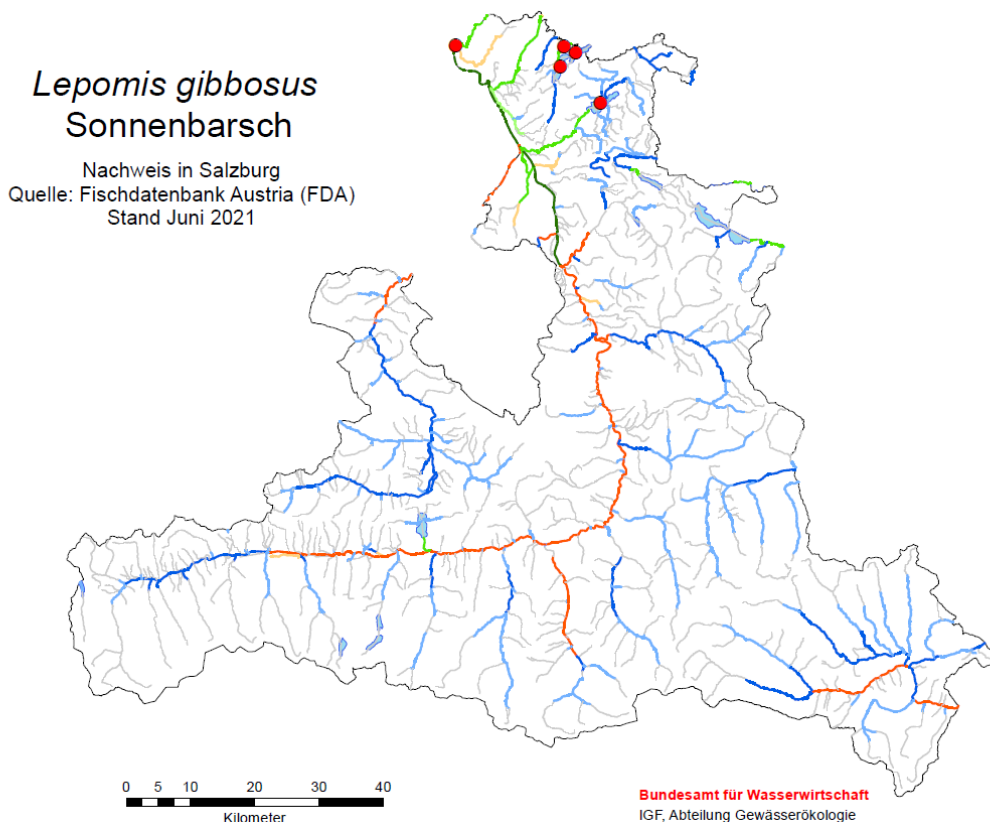 Lepomis gibbosus
Sonnenbarsch
Nachweis in Salzburg
Quelle: Fischdatenbank Austria (FDA)
Stand Juni 2021
0 5 10 20 30 40
Kilometer
Bundesamt für Wasserwirtschaft
IGF, Abteilung Gewässerökologie